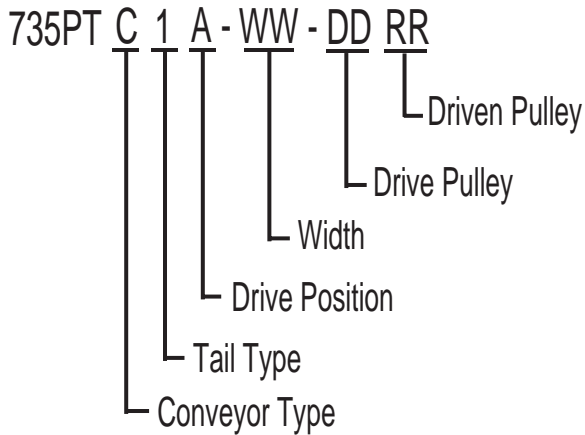 735PT C 1 A - WW - DD RR
Driven Pulley
Drive Pulley
Width
Drive Position
Tail Type
Conveyor Type